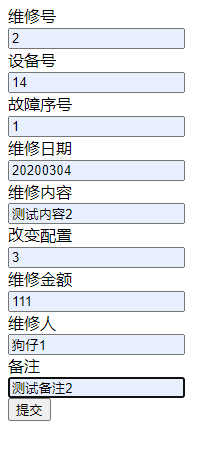 维修号
2
设备号
14
故障序号
1
维修日期
20200304
维修内容
测试内容2
改变配置
3
维修金额
111
维修人
狗仔1
备注
测试备注2
提交